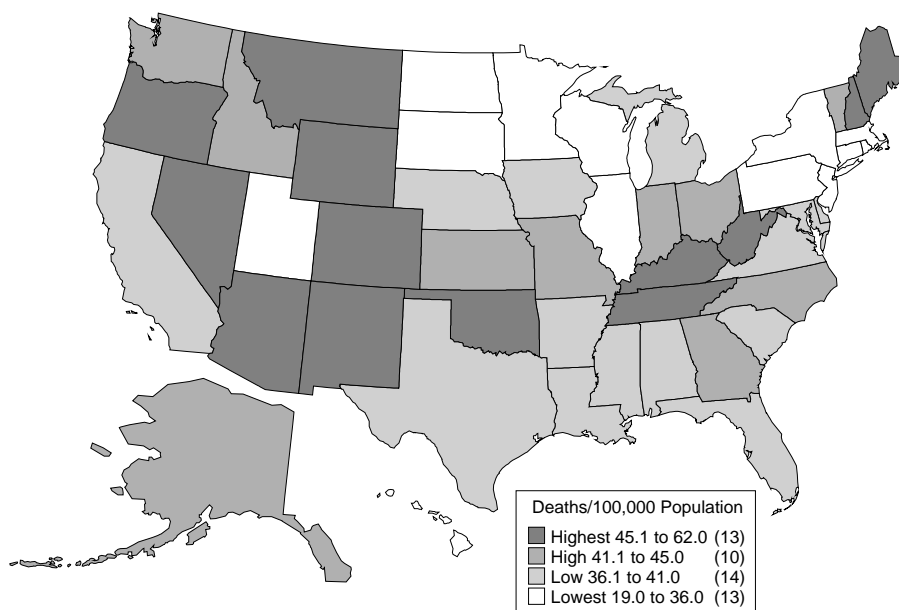 Deaths/100,000 Population
Highest 45.1 to 62.0 (13)
High 41.1 to 45.0 (10)
Low 36.1 to 41.0 (14)
Lowest 19.0 to 36.0 (13)